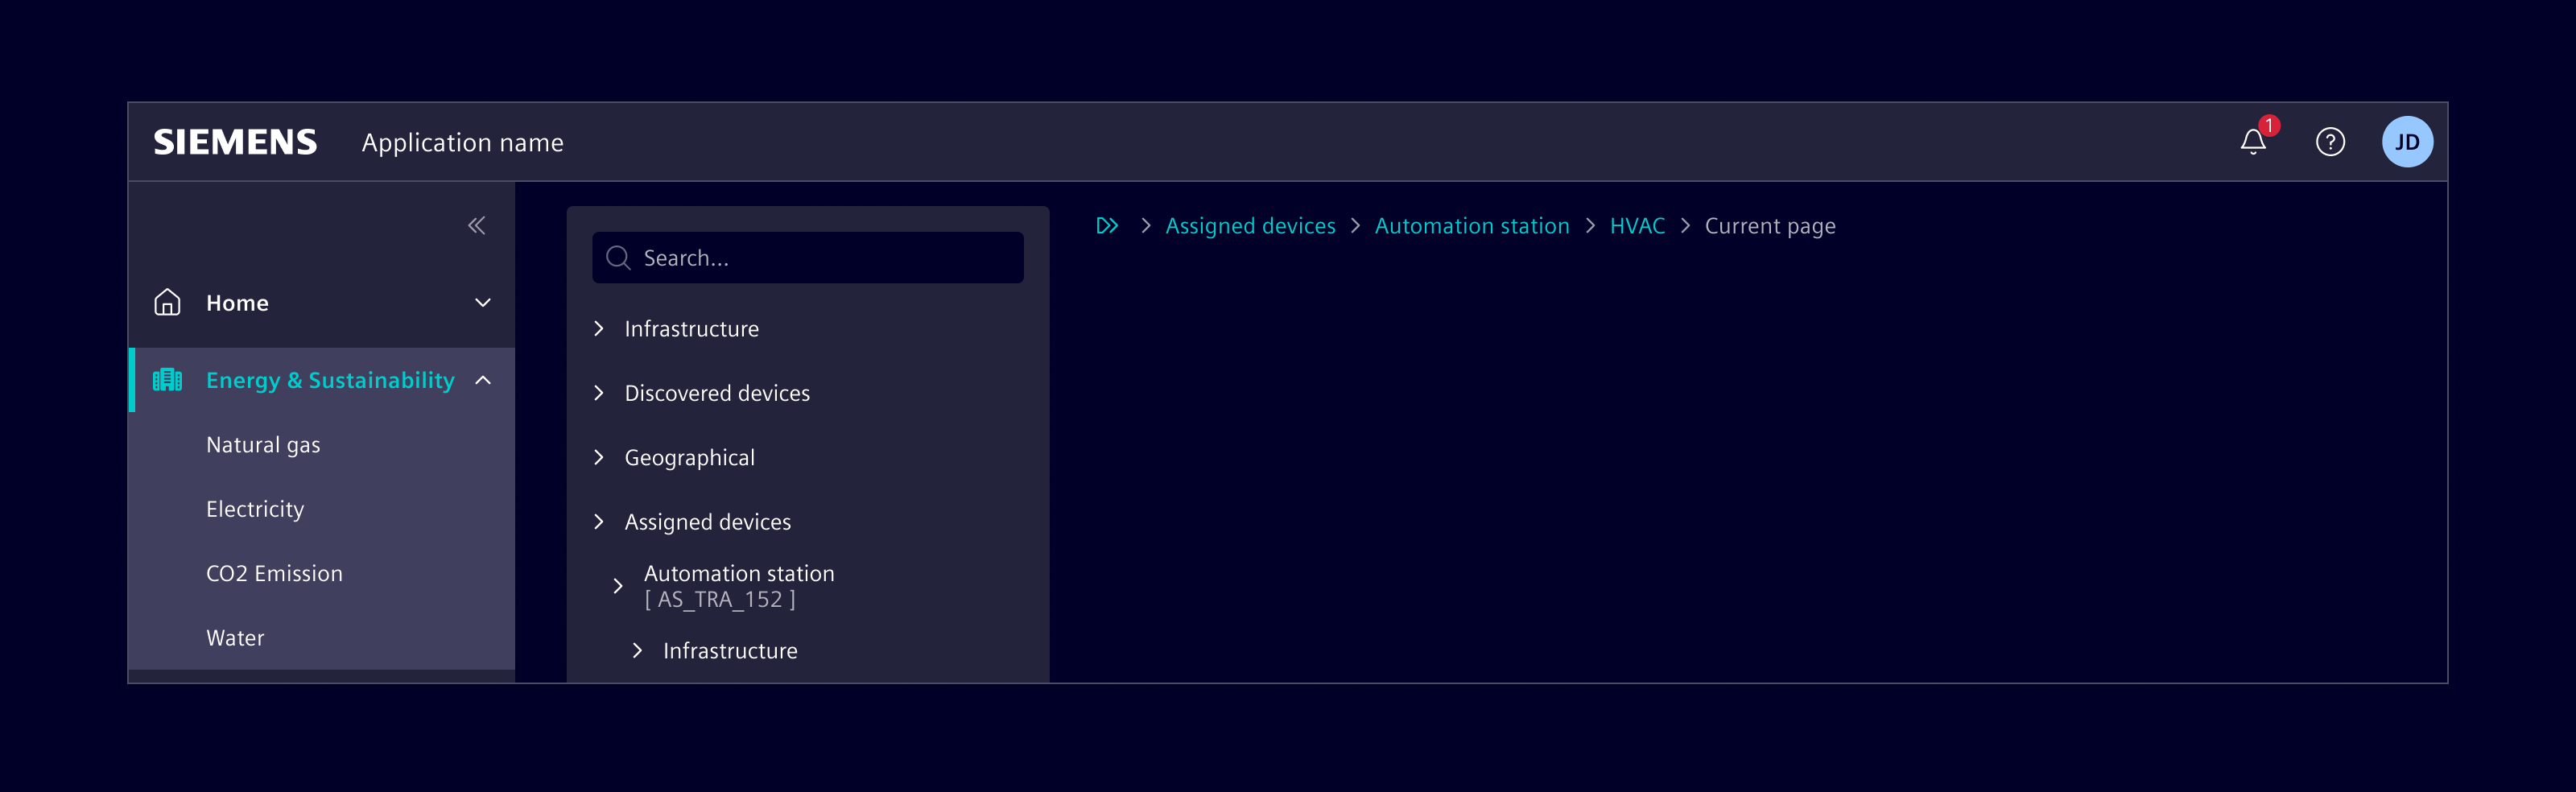 SIEMENS
Application name
1
?
JD
Home
Energy & Sustainability
Natural gas
Electricity
CO2 Emission
Water
Search...
Infrastructure
Discovered devices
Geographical
Assigned devices
Automation station
[ AS_TRA_152 ]
Infrastructure
Assigned devices > Automation station > HVAC > Current page